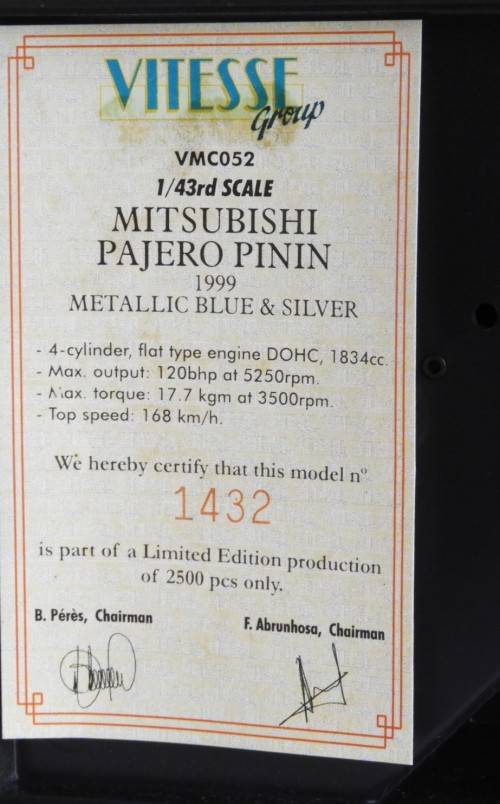 VITESSE
Group
VMC052
1/43rd SCALE
MITSUBISHI
PAJERO PININ
1999
METALLIC BLUE & SILVER
- 4-cylinder, flat type engine DOHC, 1834cc.
- Max. output: 120bhp at 5250rpm.
- Max. torque: 17.7 kgm at 3500rpm.
- Top speed: 168 km/h.
We hereby certify that this model nº
1432
is part of a Limited Edition production
of 2500 pcs only.
B. Pérès, Chairman
F. Abrunhosa, Chairman